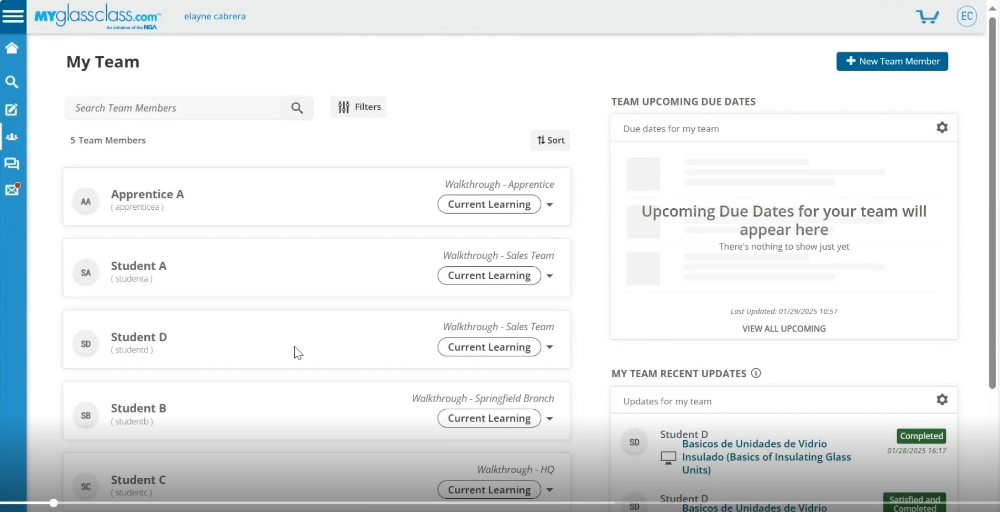 MYglassclass.com™
An initiative of the NGA
elayne cabrera
EC
My Team
New Team Member
Search Team Members
Filters
5 Team Members
Sort
AA
Apprentice A
( apprenticea )
Walkthrough - Apprentice
Current Learning
SA
Student A
( studenta )
Walkthrough - Sales Team
Current Learning
SD
Student D
( studentd )
Walkthrough - Sales Team
Current Learning
SB
Student B
( studentb )
Walkthrough - Springfield Branch
Current Learning
SC
Student C
( studentc )
Walkthrough - HQ
Current Learning
TEAM UPCOMING DUE DATES
Due dates for my team
Upcoming Due Dates for your team will
appear here
There's nothing to show just yet
Last Updated: 01/29/2025 10:57
VIEW ALL UPCOMING
MY TEAM RECENT UPDATES
Updates for my team
SD
Student D
Basicos de Unidades de Vidrio
Insulado (Basics of Insulating Glass
Units)
Completed
01/28/2025 16:17
SD
Student D
Basicos de Unidades de Vidrio
Satisfied and
Completed